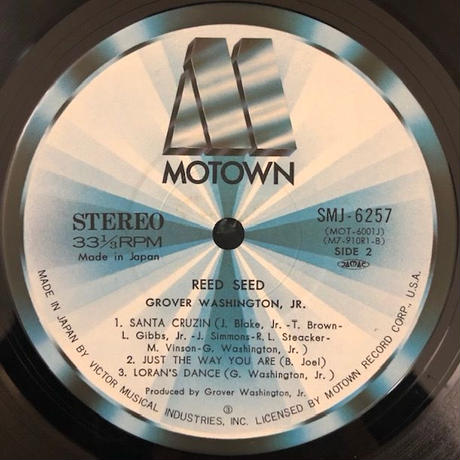 MOTOWN
STEREO
33⅓RPM
Made in Japan
SMJ-6257
(MOT-6001J)
(M7-910R1-B)
SIDE 2
JASRAC
REED SEED
GROVER WASHINGTON, JR.
1. SANTA CRUZIN (J. Blake, Jr.-T. Brown-
L. Gibbs, Jr.-J. Simmons-R.L. Steacker-
M. Vinson-G. Washington, Jr.)
2. JUST THE WAY YOU ARE (B. Joel)
3. LORAN'S DANCE (G. Washington, Jr.)
Produced by Grover Washington, Jr.
③
MADE IN JAPAN BY VICTOR MUSICAL INDUSTRIES, INC. LICENSED BY MOTOWN RECORD CORP., U.S.A.